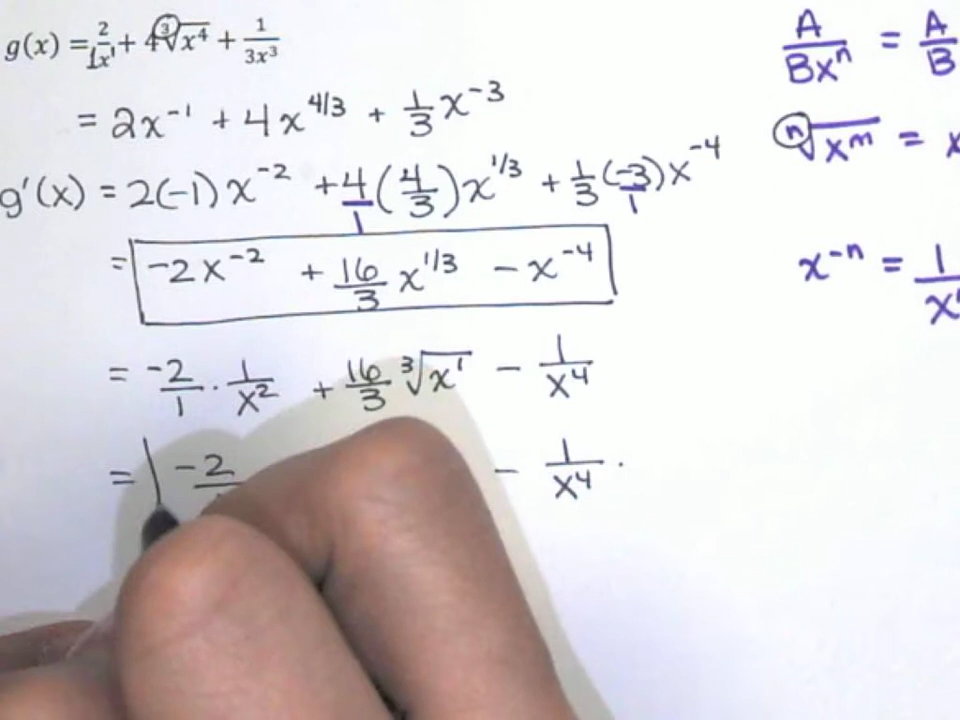 g(x) = 2/1x¹ + 4∛x⁴ + 1/3x³
= 2x⁻¹ + 4x^4/3 + 1/3 x⁻³
g'(x) = 2(-1)x⁻² + 4/1 (4/3) x^1/3 + 1/3 (-3)/1 x⁻⁴
= -2x⁻² + 16/3 x^1/3 - x⁻⁴
= -2/1 · 1/x² + 16/3 ∛x¹ - 1/x⁴
= -2 - 1/x⁴ .
A/Bxⁿ = A/B
ⁿ√xᵐ = x
x⁻ⁿ = 1/x